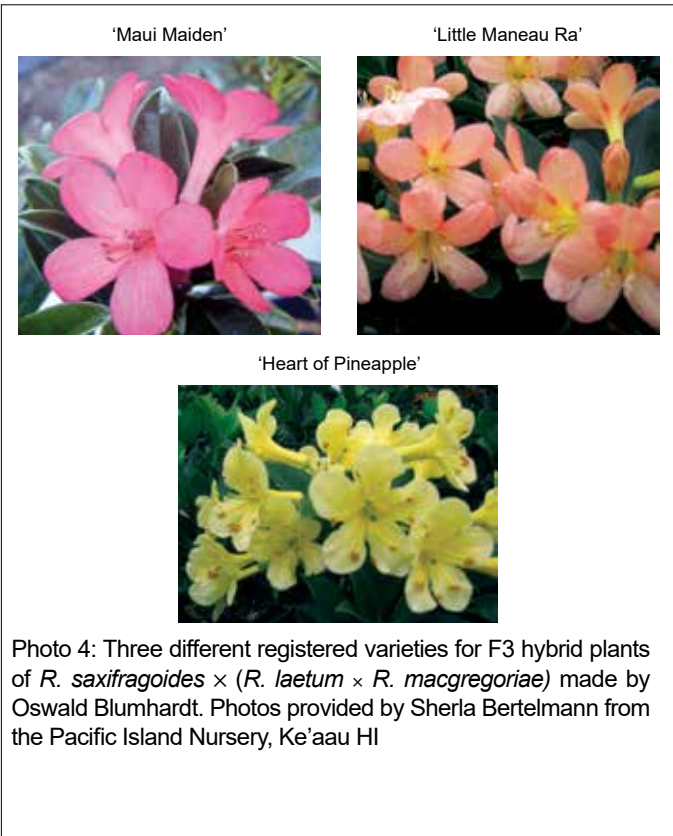 ‘Maui Maiden’
‘Little Maneau Ra’
‘Heart of Pineapple’
Photo 4: Three different registered varieties for F3 hybrid plants
of R. saxifragoides × (R. laetum × R. macgregoriae) made by
Oswald Blumhardt. Photos provided by Sherla Bertelmann from
the Pacific Island Nursery, Ke’aau HI